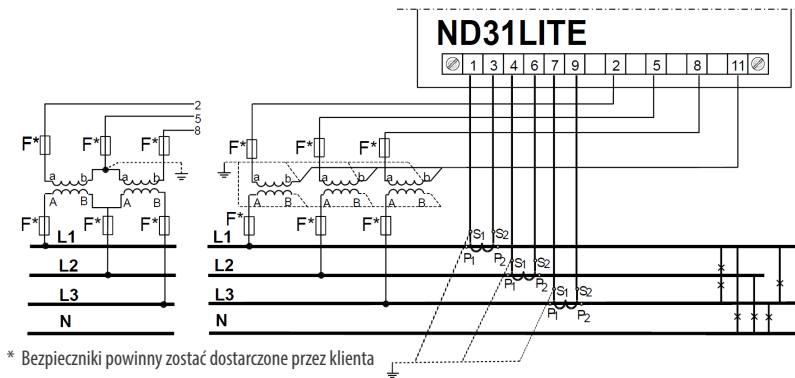 ND31LITE
1 3 4 6 7 9 2 5 8 11
2
5
8
F* F* F*
F* F* F*
a b a b
a b a b a b
A B A B
A B A B A B
F* F* F*
F* F* F*
L1
L1
S1 S2
P1 P2
L2
L2
S1 S2
P1 P2
L3
L3
S1 S2
P1 P2
N
N
* Bezpieczniki powinny zostać dostarczone przez klienta